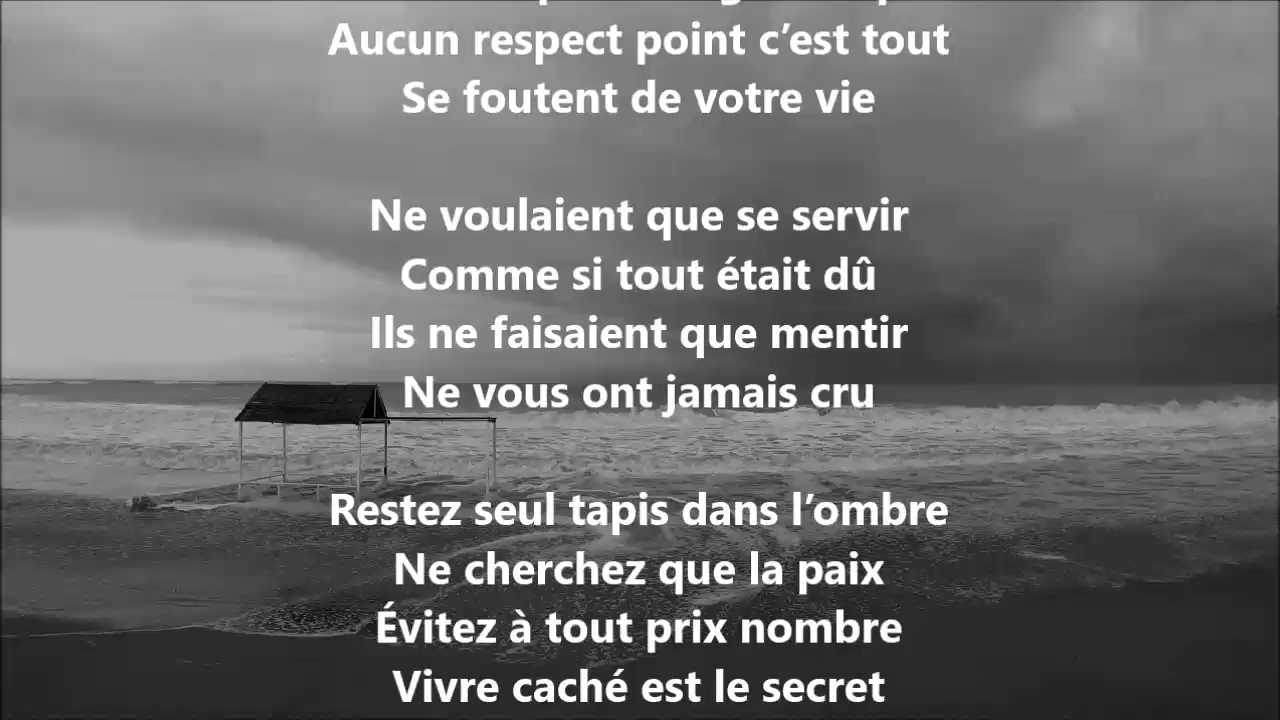 Aucun respect point c’est tout
Se foutent de votre vie
Ne voulaient que se servir
Comme si tout était dû
Ils ne faisaient que mentir
Ne vous ont jamais cru
Restez seul tapis dans l’ombre
Ne cherchez que la paix
Évitez à tout prix nombre
Vivre caché est le secret